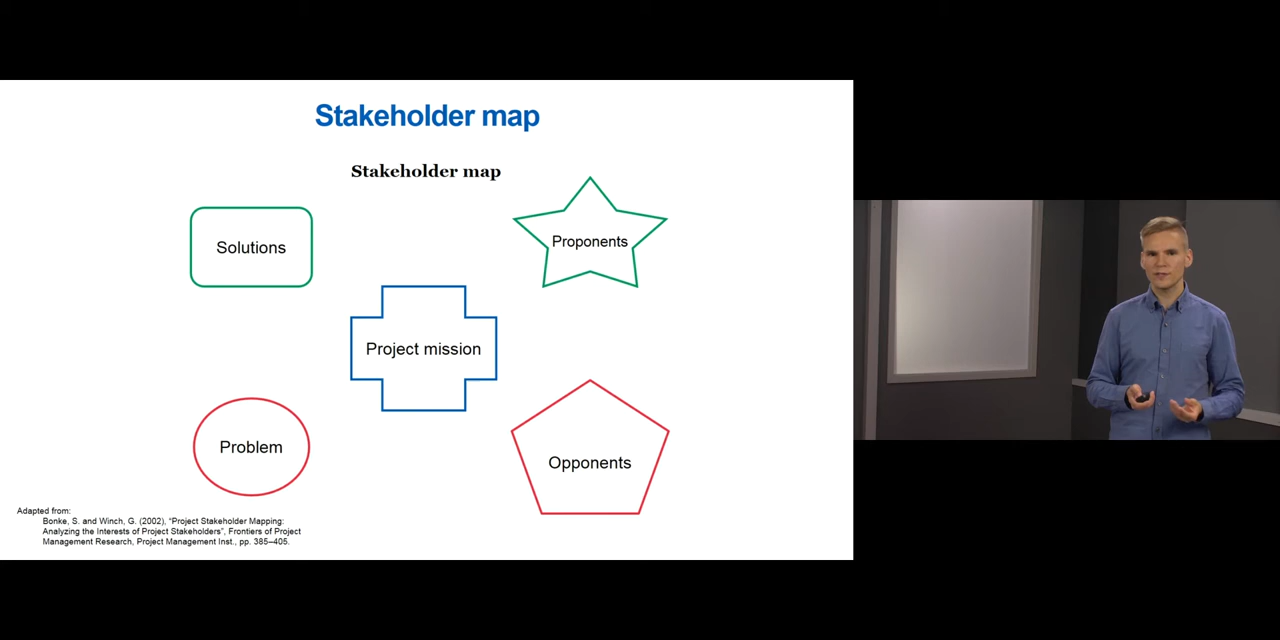 Stakeholder map
Stakeholder map
Solutions
Proponents
Project mission
Problem
Opponents
Adapted from:
Bonke, S. and Winch, G. (2002), “Project Stakeholder Mapping:
Analyzing the Interests of Project Stakeholders”, Frontiers of Project
Management Research, Project Management Inst., pp. 385–405.